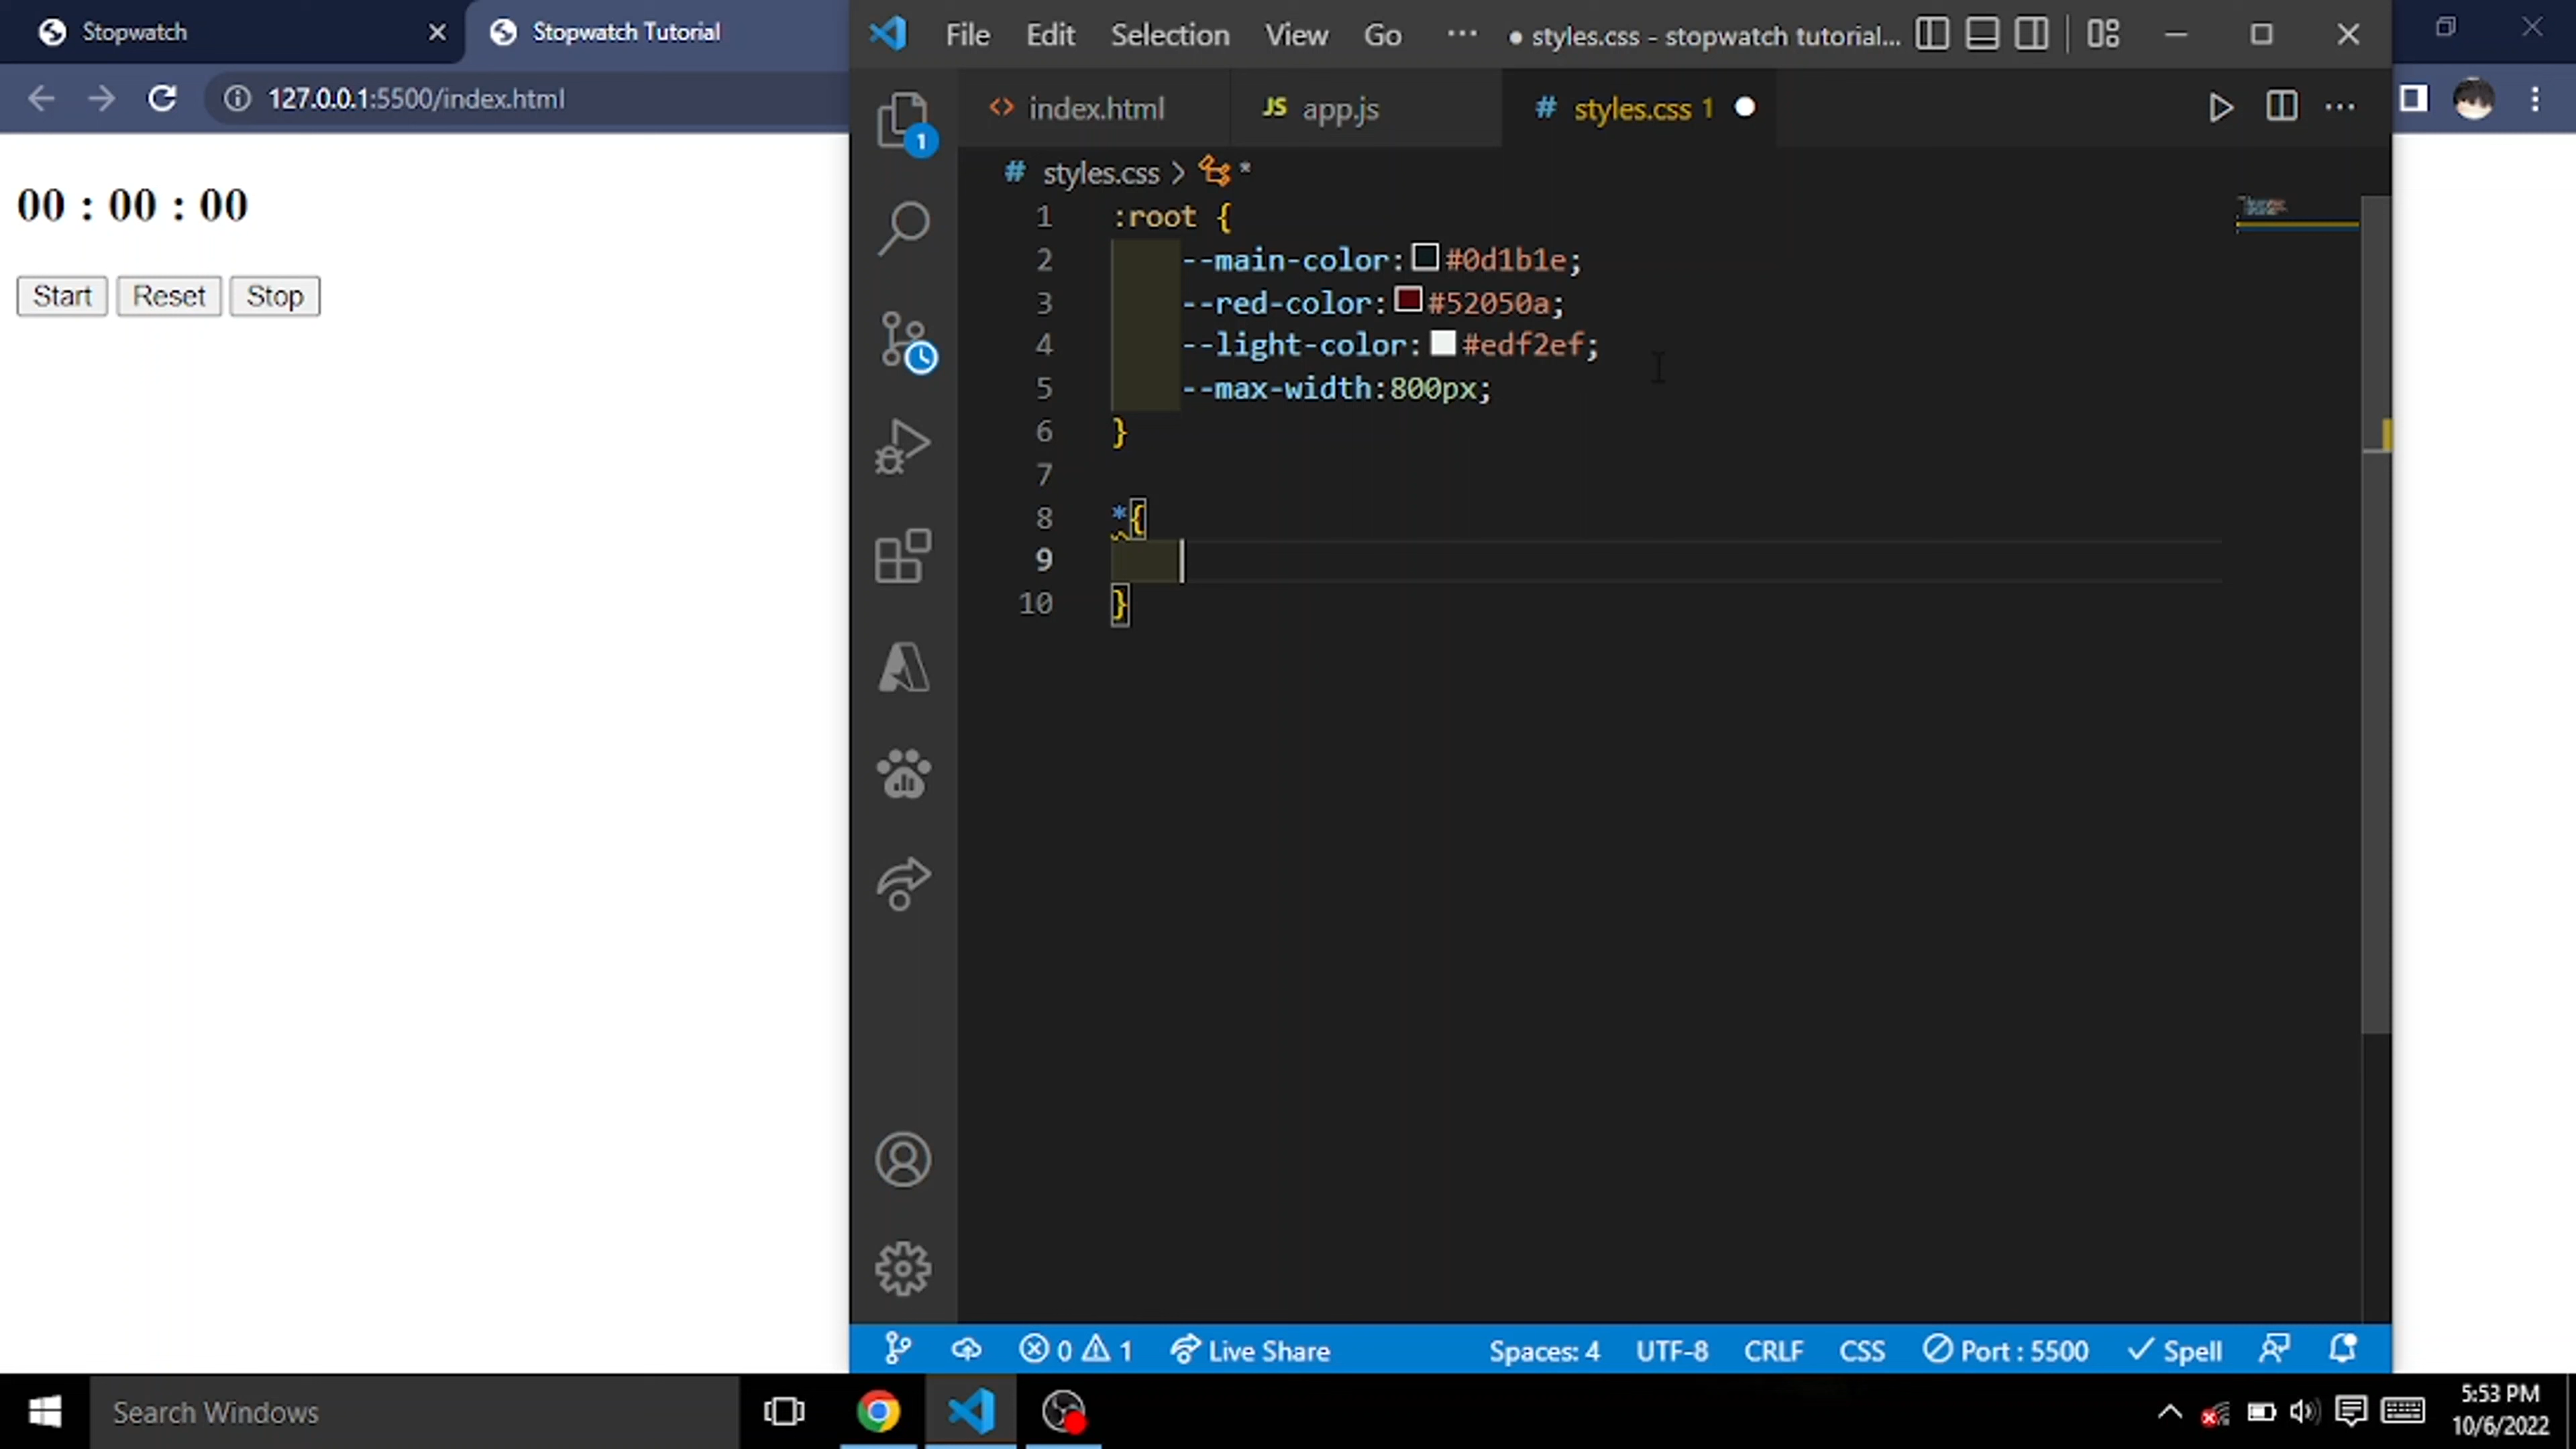 Stopwatch
Stopwatch Tutorial
127.0.0.1:5500/index.html
00 : 00 : 00
Start Reset Stop
File Edit Selection View Go ··· ● styles.css - stopwatch tutorial...
1
<> index.html
JS app.js
# styles.css 1
# styles.css > *
1 :root {
2 --main-color: #0d1b1e;
3 --red-color: #52050a;
4 --light-color: #edf2ef;
5 --max-width:800px;
6 }
7
8 *{
9
10 }
0 1 Live Share Spaces: 4 UTF-8 CRLF CSS Port : 5500 Spell
Search Windows
5:53 PM
10/6/2022